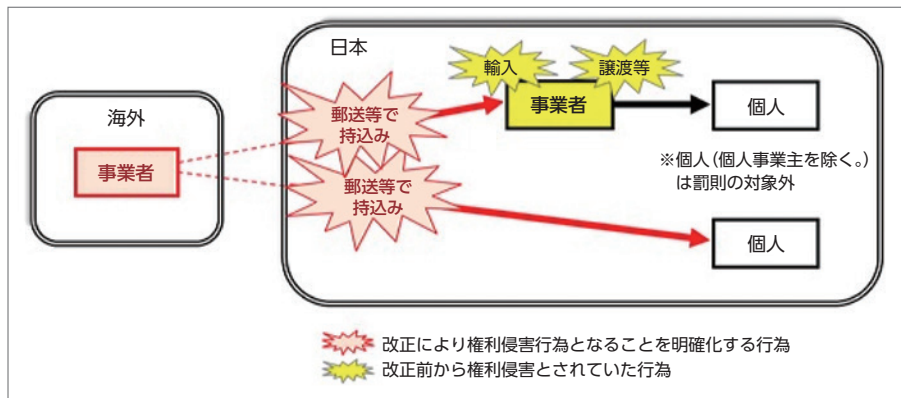 日本
海外
事業者
郵送等で
持込み
郵送等で
持込み
輸入
譲渡等
事業者
個人
※個人(個人事業主を除く。)
は罰則の対象外
個人
改正により権利侵害行為となることを明確化する行為
改正前から権利侵害とされていた行為